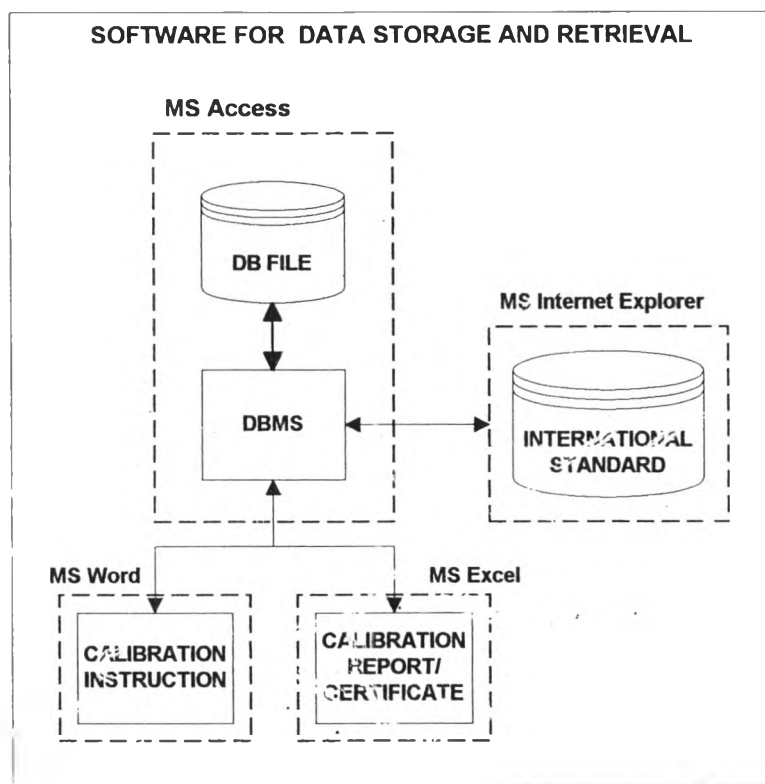 SOFTWARE FOR DATA STORAGE AND RETRIEVAL
MS Access
DB FILE
MS Internet Explorer
DBMS
INTERNATIONAL
STANDARD
MS Word
MS Excel
CALIBRATION
INSTRUCTION
CALIBRATION
REPORT/
CERTIFICATE